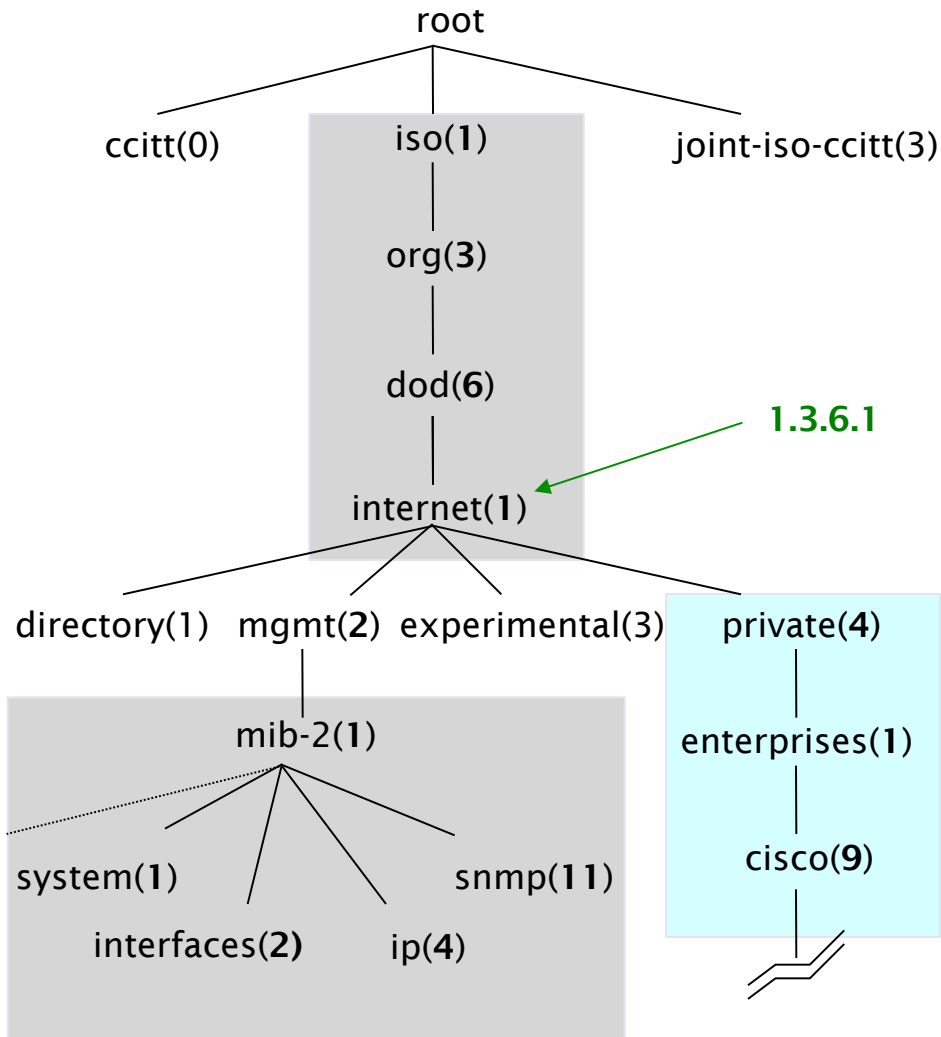 root
ccitt(0)
iso(1)
joint-iso-ccitt(3)
org(3)
dod(6)
1.3.6.1
internet(1)
directory(1)
mgmt(2)
experimental(3)
private(4)
mib-2(1)
enterprises(1)
system(1)
snmp(11)
cisco(9)
interfaces(2)
ip(4)